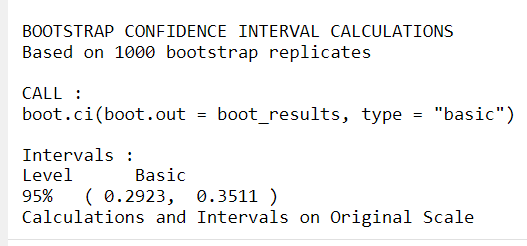 BOOTSTRAP CONFIDENCE INTERVAL CALCULATIONS
Based on 1000 bootstrap replicates
CALL :
boot.ci(boot.out = boot_results, type = "basic")
Intervals :
Level      Basic
95%   ( 0.2923,  0.3511 )
Calculations and Intervals on Original Scale